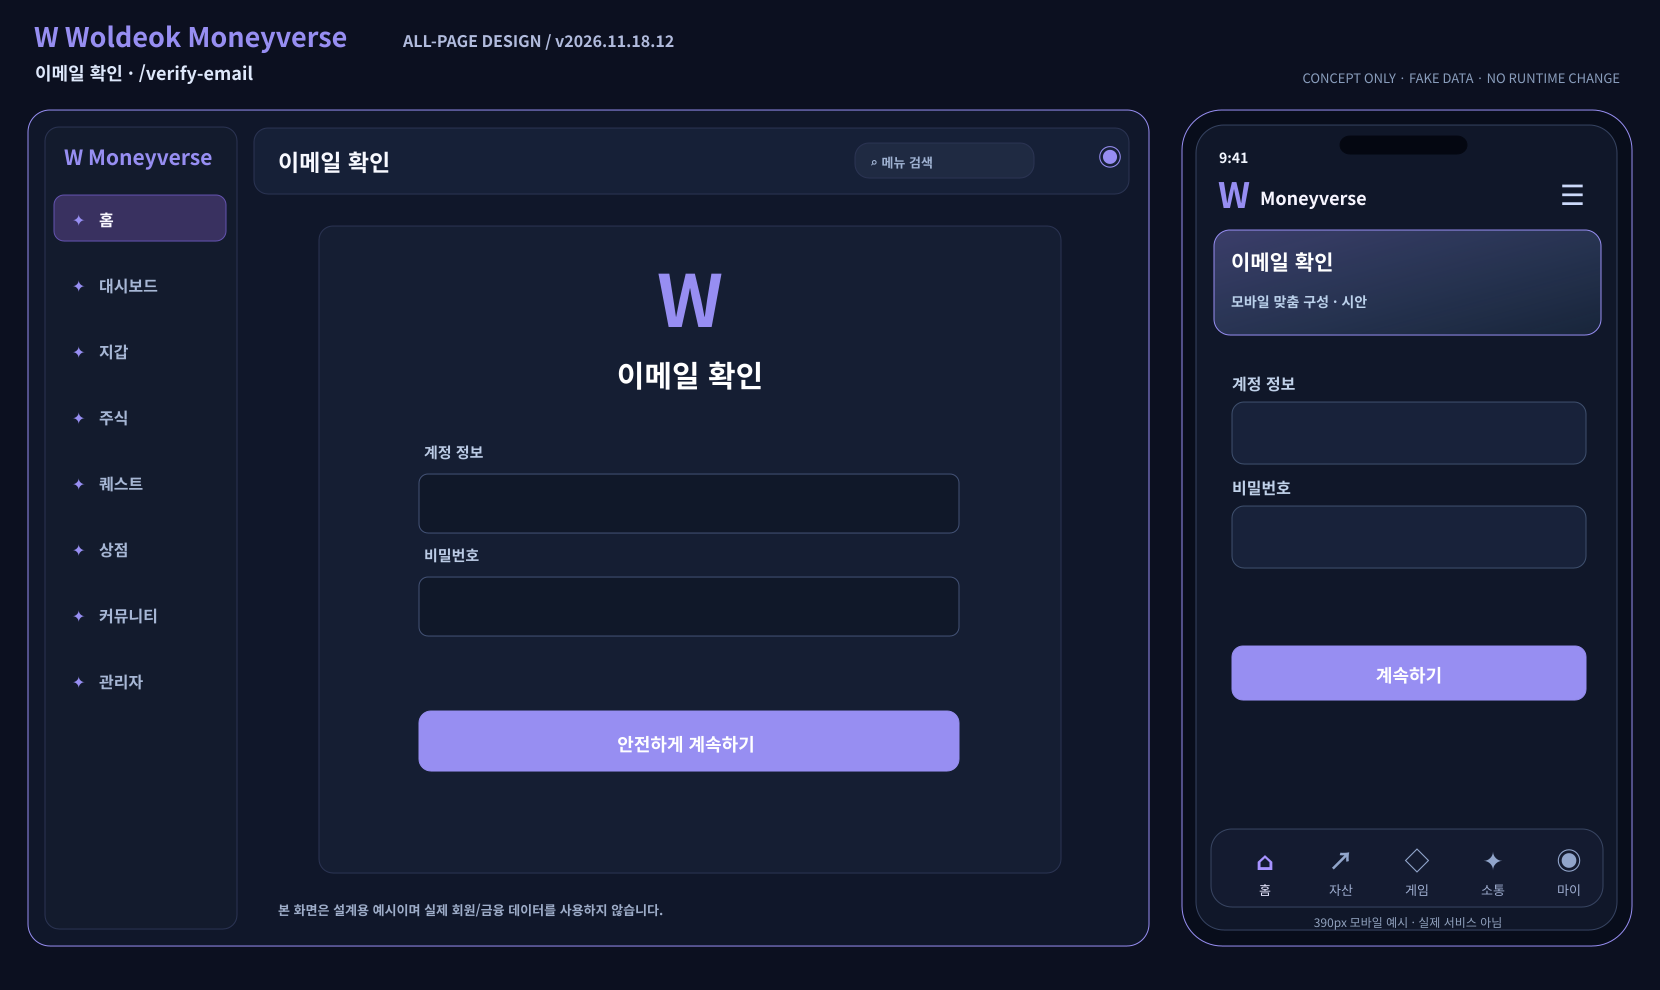 W Woldeok Moneyverse
ALL-PAGE DESIGN / v2026.11.18.12
이메일 확인 · /verify-email
CONCEPT ONLY · FAKE DATA · NO RUNTIME CHANGE
W Moneyverse
홈
대시보드
지갑
주식
퀘스트
상점
커뮤니티
관리자
이메일 확인
메뉴 검색
W
이메일 확인
계정 정보
비밀번호
안전하게 계속하기
본 화면은 설계용 예시이며 실제 회원/금융 데이터를 사용하지 않습니다.
9:41
W Moneyverse
이메일 확인
모바일 맞춤 구성 · 시안
계정 정보
비밀번호
계속하기
홈
자산
게임
소통
마이
390px 모바일 예시 · 실제 서비스 아님